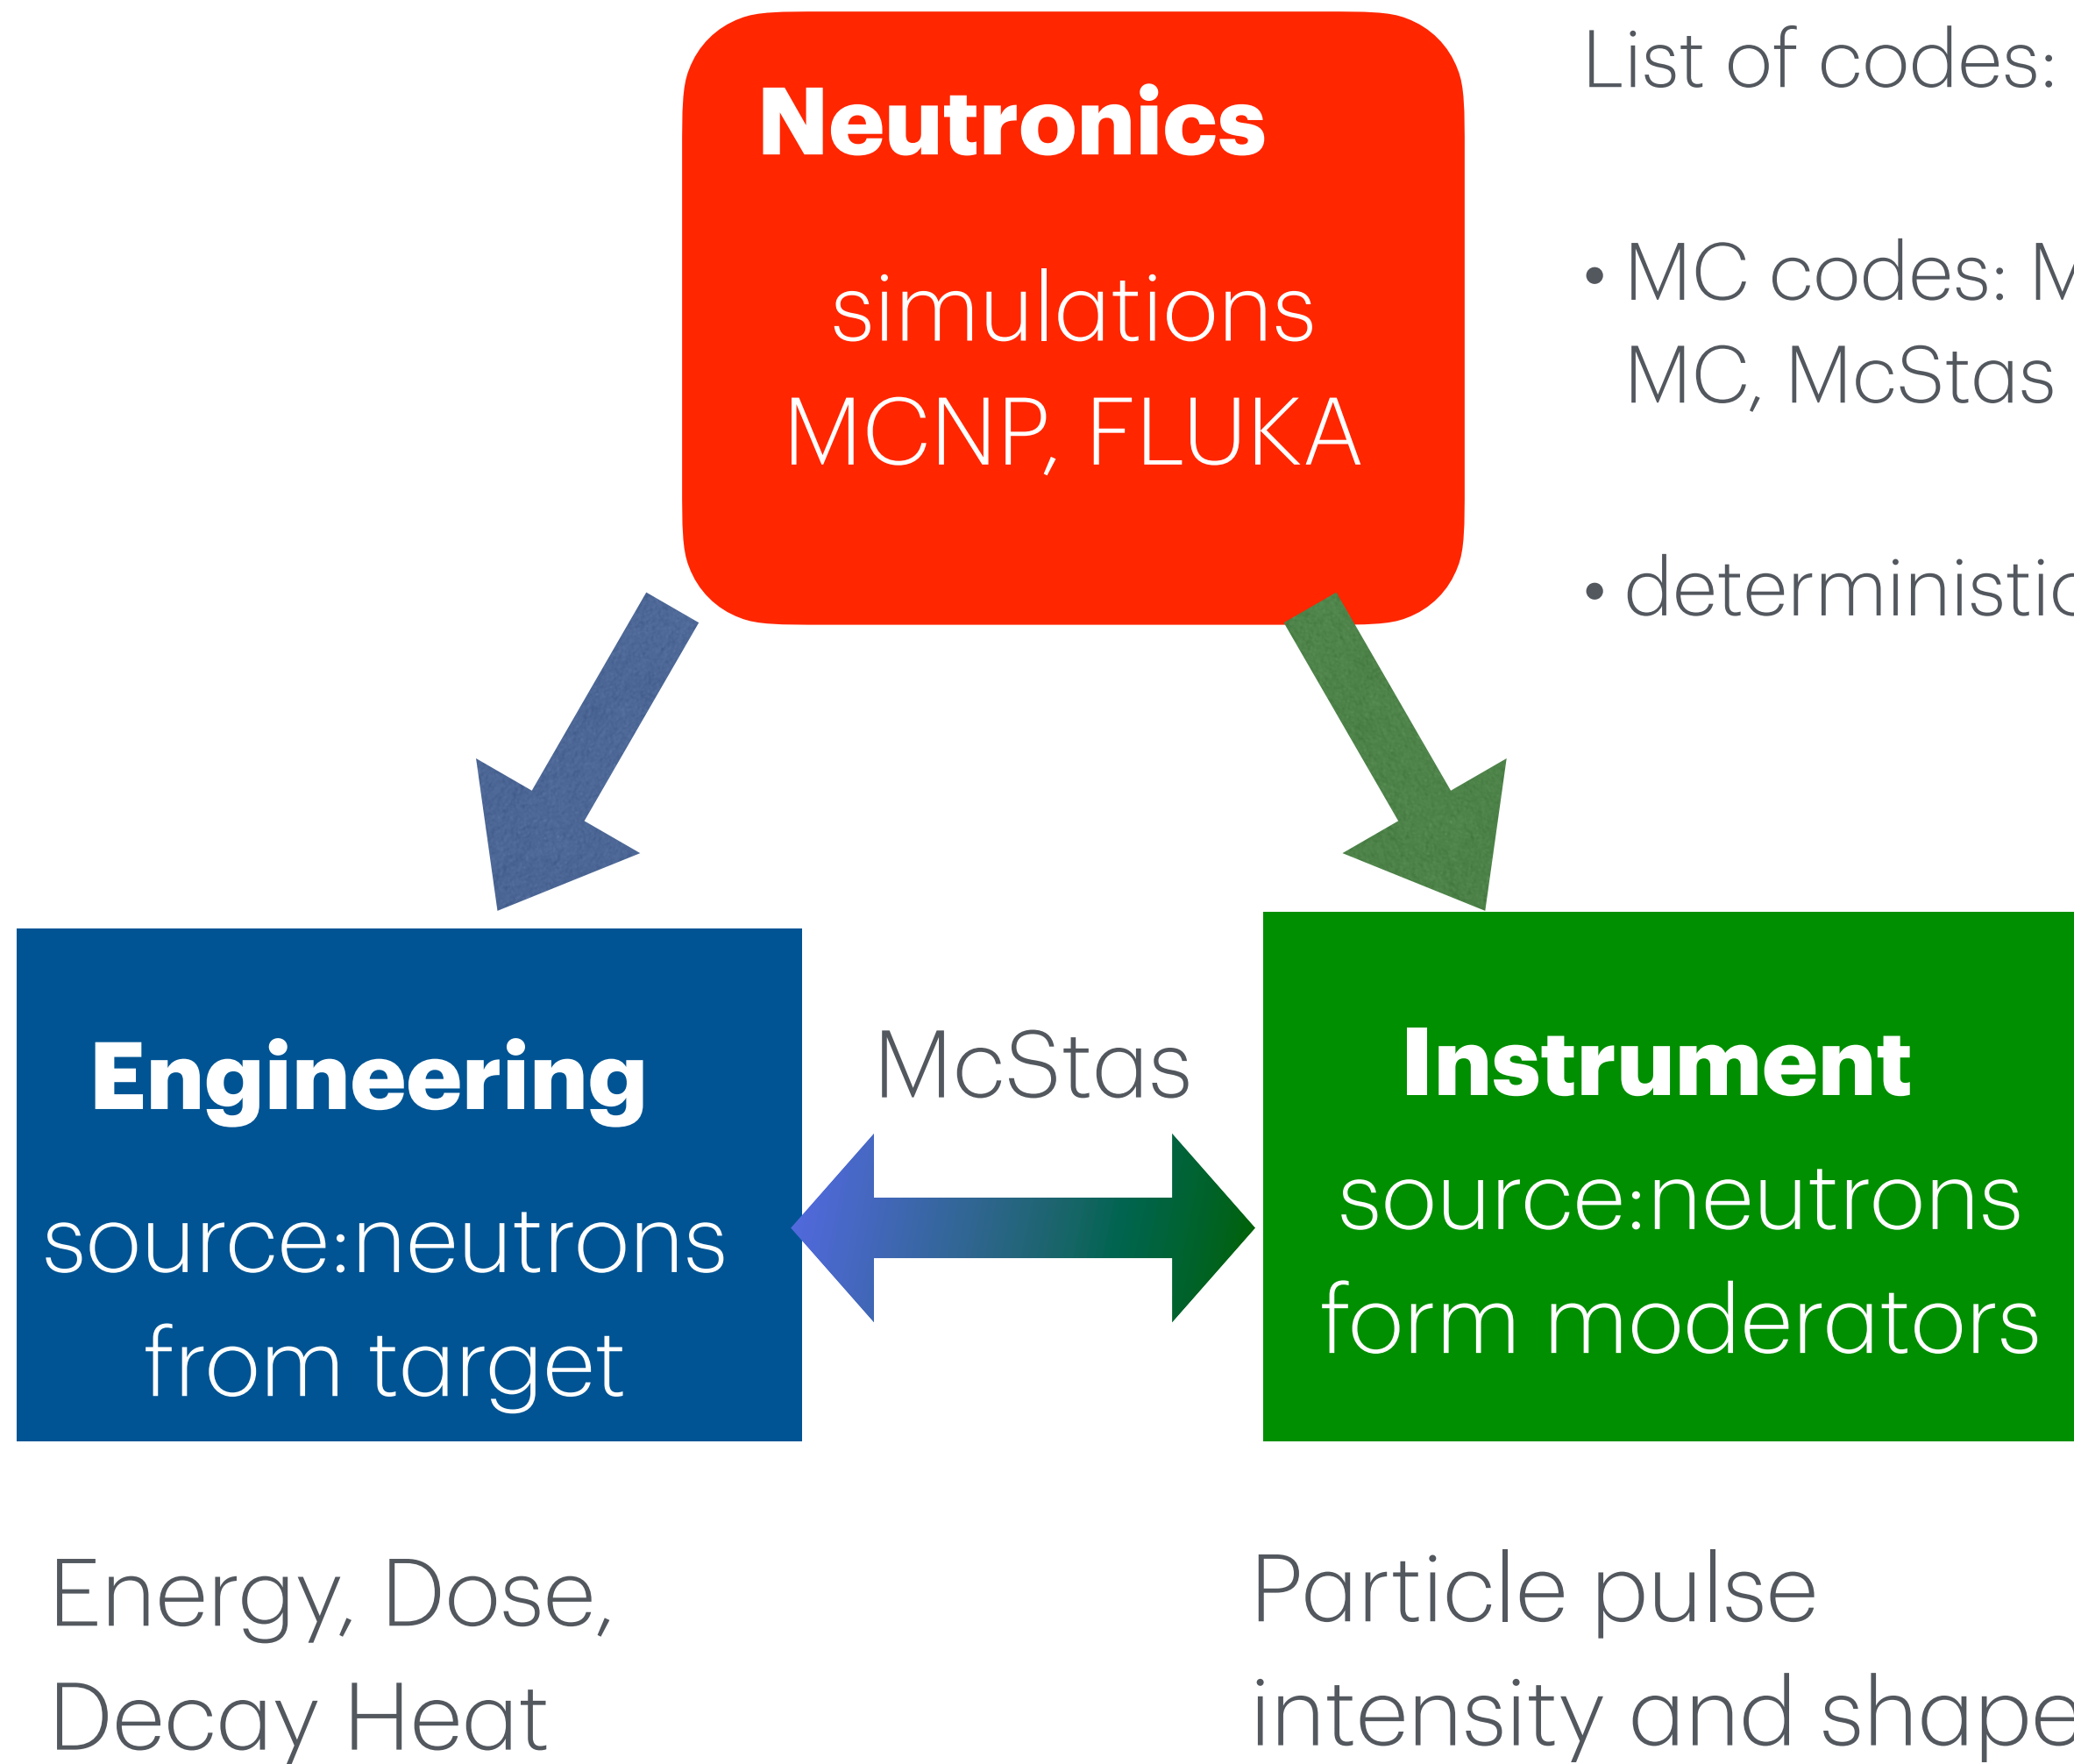 Neutronics
simulations
MCNP, FLUKA
List of codes:
• MC codes:
MC, McStas
•
Engineering
source:neutrons
from target
McStas
Instrument
source:neutrons
form moderators
Energy, Dose,
Decay Heat
Particle pulse
intensity and shape